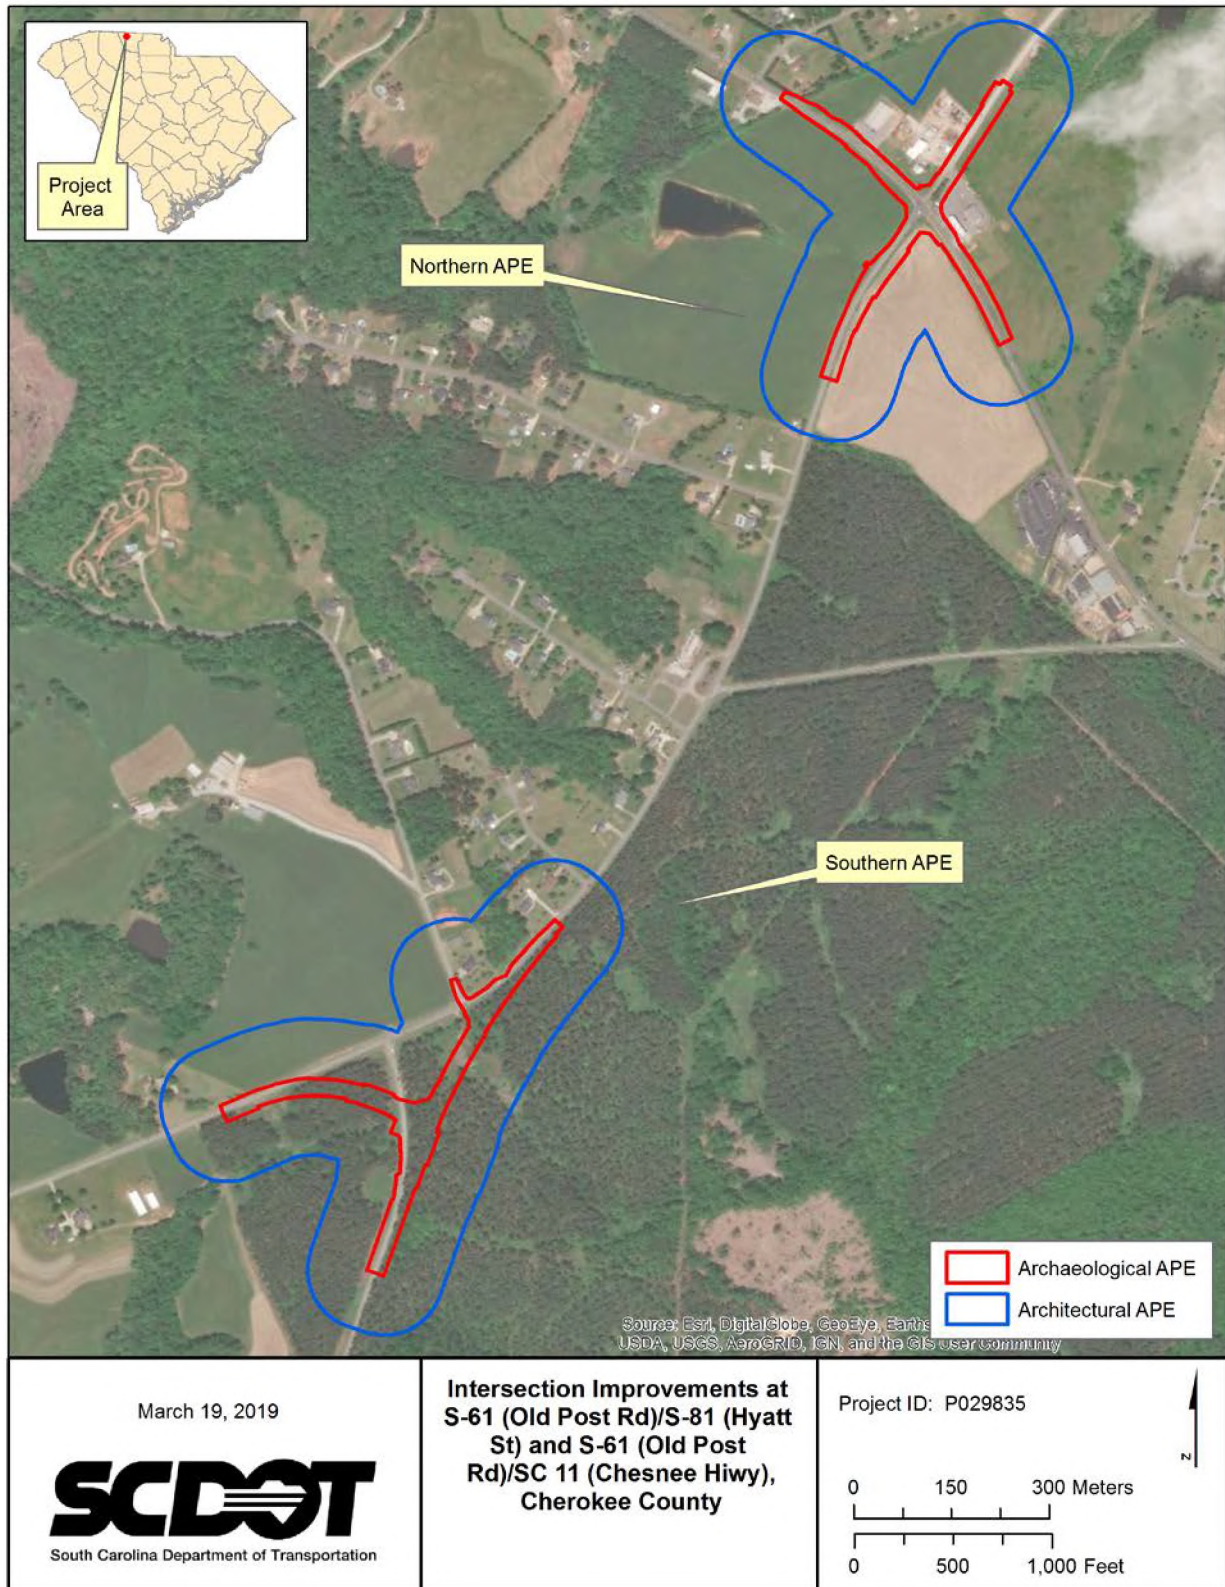 Project
Area
Northern APE
Southern APE
Archaeological APE
Architectural APE
Source: Esri, DigitalGlobe, GeoEye, Earths
USDA, USGS, AeroGRID, IGN, and the GIS User Community
March 19, 2019
SCDOT
South Carolina Department of Transportation
Intersection Improvements at
S-61 (Old Post Rd)/S-81 (Hyatt
St) and S-61 (Old Post
Rd)/SC 11 (Chesnee Hiwy),
Cherokee County
Project ID: P029835
N
0 150 300 Meters
0 500 1,000 Feet